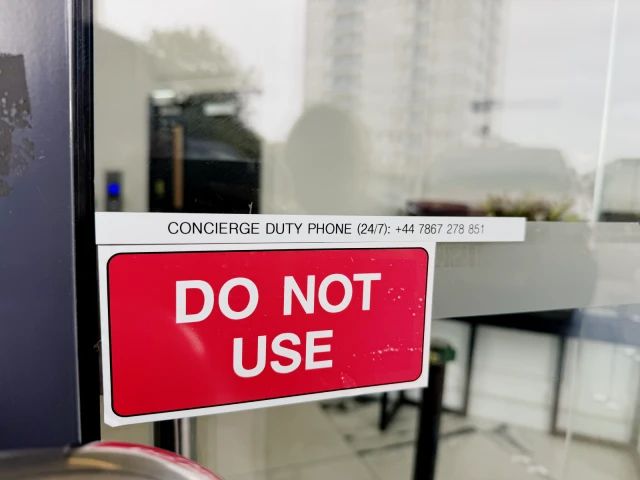 CONCIERGE DUTY PHONE (24/7): +44 7867 278 851
DO NOT
USE